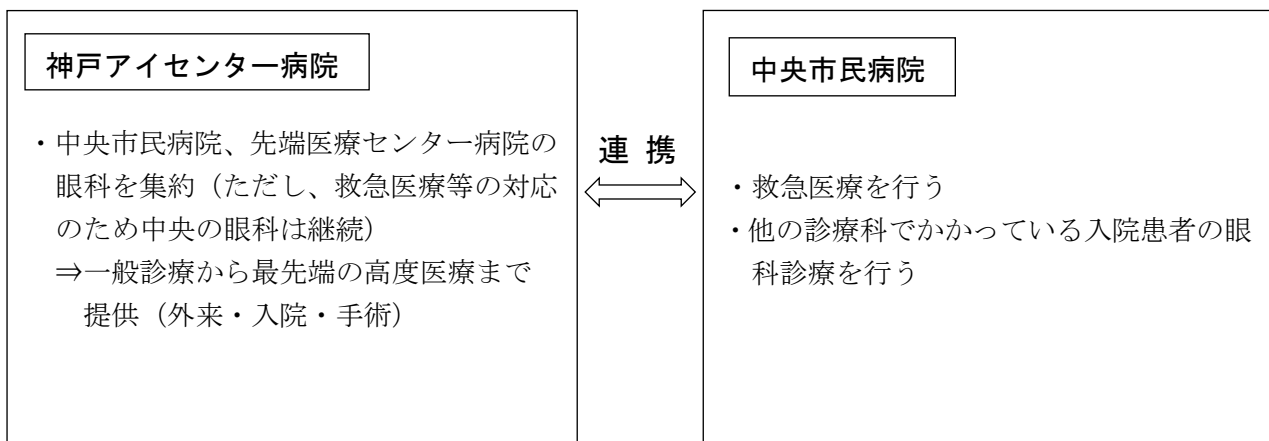 神戸アイセンター病院
・中央市民病院、先端医療センター病院の
眼科を集約（ただし、救急医療等の対応
のため中央の眼科は継続）
⇒一般診療から最先端の高度医療まで
提供（外来・入院・手術）
連 携
中央市民病院
・救急医療を行う
・他の診療科でかかっている入院患者の眼
科診療を行う